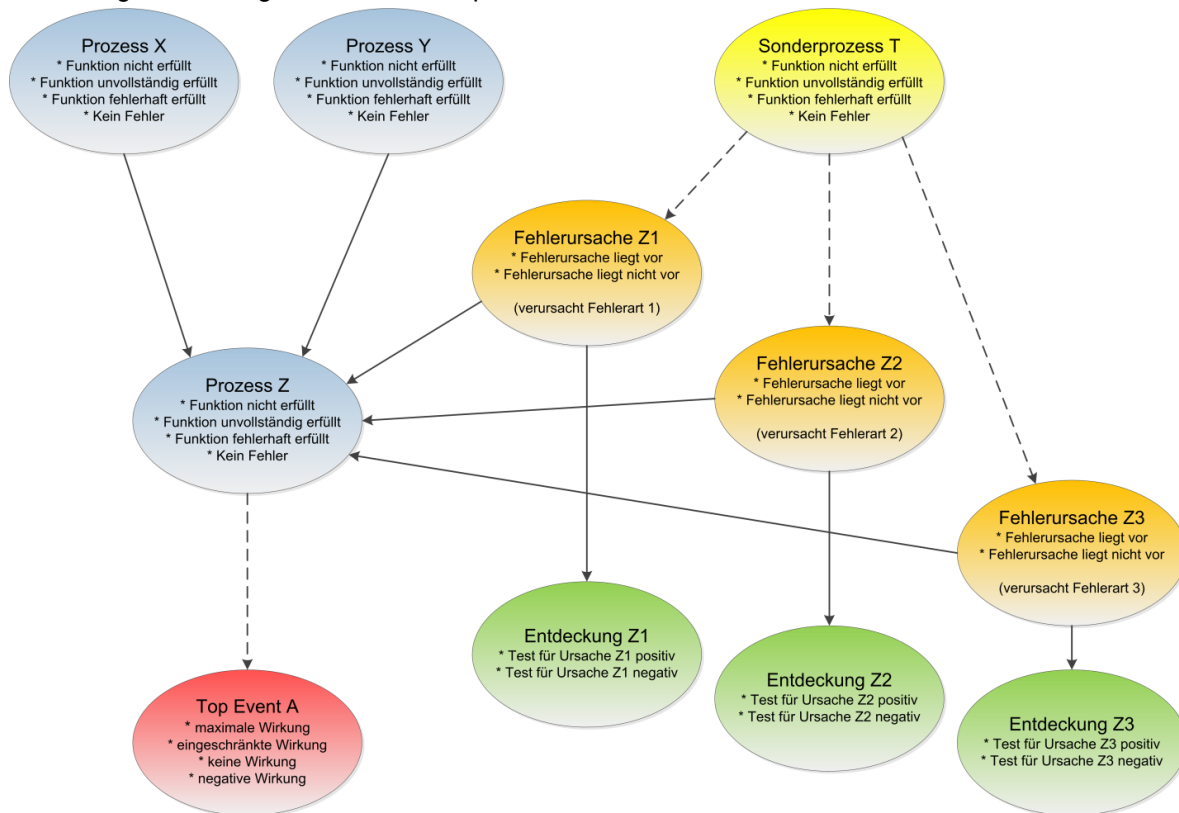 Prozess X
* Funktion nicht erfüllt
* Funktion unvollständig erfüllt
* Funktion fehlerhaft erfüllt
* Kein Fehler
Prozess Y
* Funktion nicht erfüllt
* Funktion unvollständig erfüllt
* Funktion fehlerhaft erfüllt
* Kein Fehler
Sonderprozess T
* Funktion nicht erfüllt
* Funktion unvollständig erfüllt
* Funktion fehlerhaft erfüllt
* Kein Fehler
Fehlerursache Z1
* Fehlerursache liegt vor
* Fehlerursache liegt nicht vor
(verursacht Fehlerart 1)
Fehlerursache Z2
* Fehlerursache liegt vor
* Fehlerursache liegt nicht vor
(verursacht Fehlerart 2)
Prozess Z
* Funktion nicht erfüllt
* Funktion unvollständig erfüllt
* Funktion fehlerhaft erfüllt
* Kein Fehler
Fehlerursache Z3
* Fehlerursache liegt vor
* Fehlerursache liegt nicht vor
(verursacht Fehlerart 3)
Entdeckung Z1
* Test für Ursache Z1 positiv
* Test für Ursache Z1 negativ
Entdeckung Z2
* Test für Ursache Z2 positiv
* Test für Ursache Z2 negativ
Top Event A
* maximale Wirkung
* eingeschränkte Wirkung
* keine Wirkung
* negative Wirkung
Entdeckung Z3
* Test für Ursache Z3 positiv
* Test für Ursache Z3 negativ